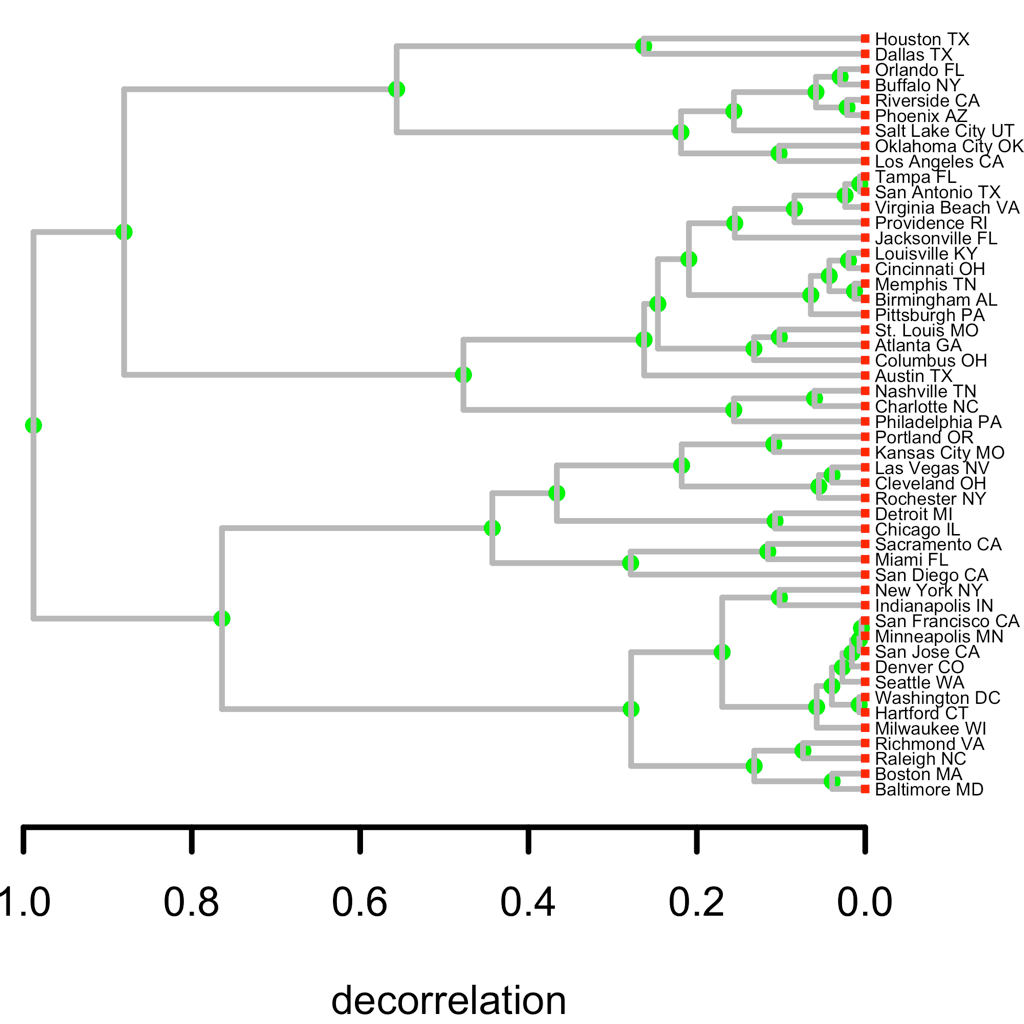 Houston TX
Dallas TX
Orlando FL
Buffalo NY
Riverside CA
Phoenix AZ
Salt Lake City UT
Oklahoma City OK
Los Angeles CA
Tampa FL
San Antonio TX
Virginia Beach VA
Providence RI
Jacksonville FL
Louisville KY
Cincinnati OH
Memphis TN
Birmingham AL
Pittsburgh PA
St. Louis MO
Atlanta GA
Columbus OH
Austin TX
Nashville TN
Charlotte NC
Philadelphia PA
Portland OR
Kansas City MO
Las Vegas NV
Cleveland OH
Rochester NY
Detroit MI
Chicago IL
Sacramento CA
Miami FL
San Diego CA
New York NY
Indianapolis IN
San Francisco CA
Minneapolis MN
San Jose CA
Denver CO
Seattle WA
Washington DC
Hartford CT
Milwaukee WI
Richmond VA
Raleigh NC
Boston MA
Baltimore MD
1.0 0.8 0.6 0.4 0.2 0.0
decorrelation